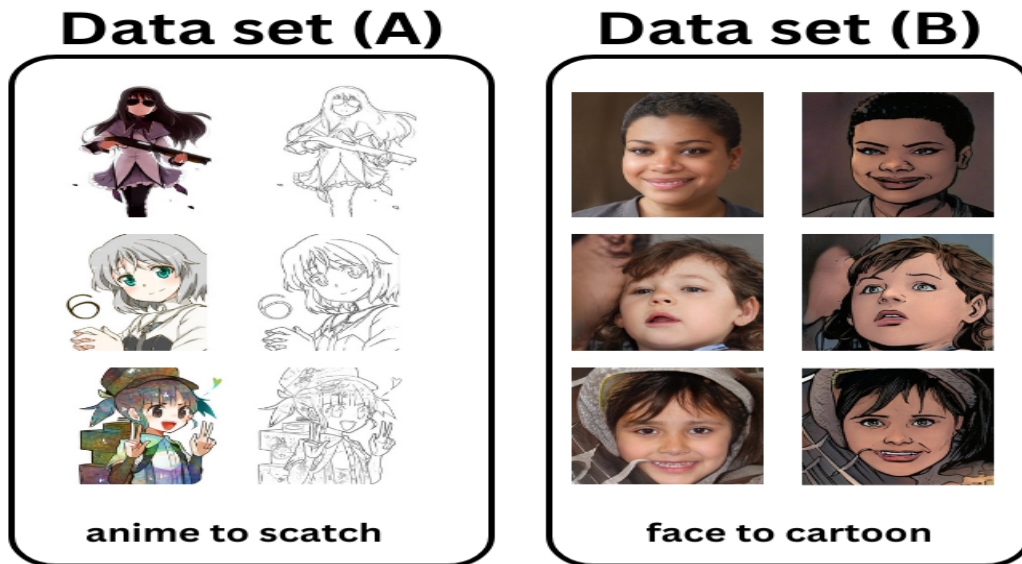 Data set (A)
Data set (B)
anime to scatch
face to cartoon